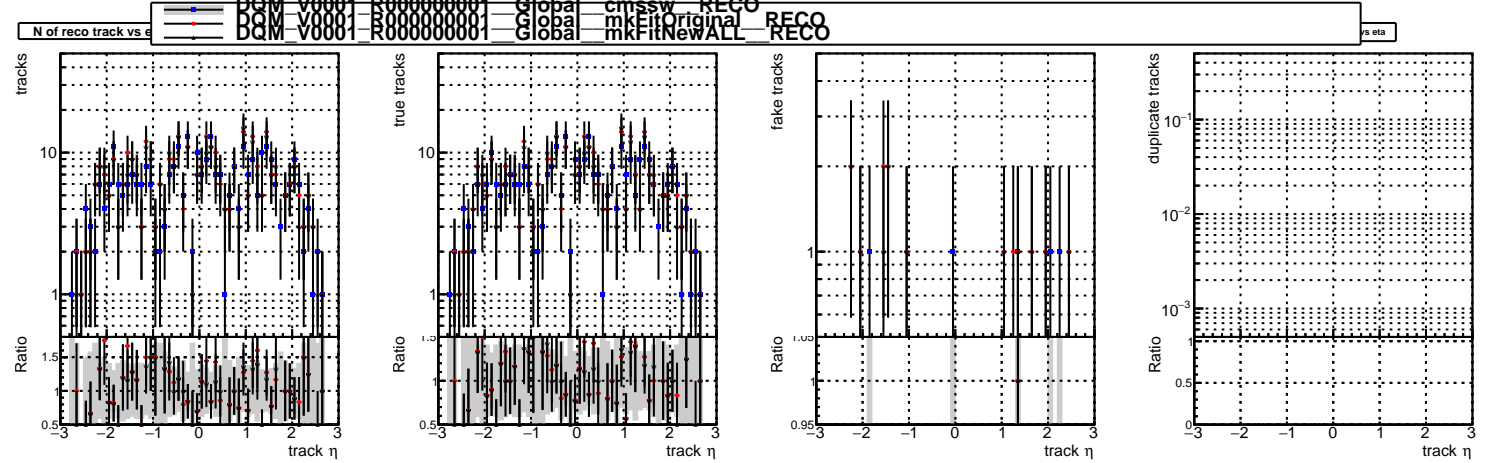 DQM_V0001_R000000001__Global__cmssw__RECO
DQM_V0001_R000000001__Global__mkFitOriginal__RECO
DQM_V0001_R000000001__Global__mkFitNewALL__RECO
N of reco track vs e
vs eta
tracks
10
1
Ratio
1.5
1
0.5
−3 −2 −1 0 1 2 3
track η
true tracks
10
1
Ratio
1.5
1
0.5
−3 −2 −1 0 1 2 3
track η
fake tracks
1
Ratio
1.05
1
0.95
−3 −2 −1 0 1 2 3
track η
duplicate tracks
10−1
10−2
10−3
Ratio
1
0.5
0
−3 −2 −1 0 1 2 3
track η